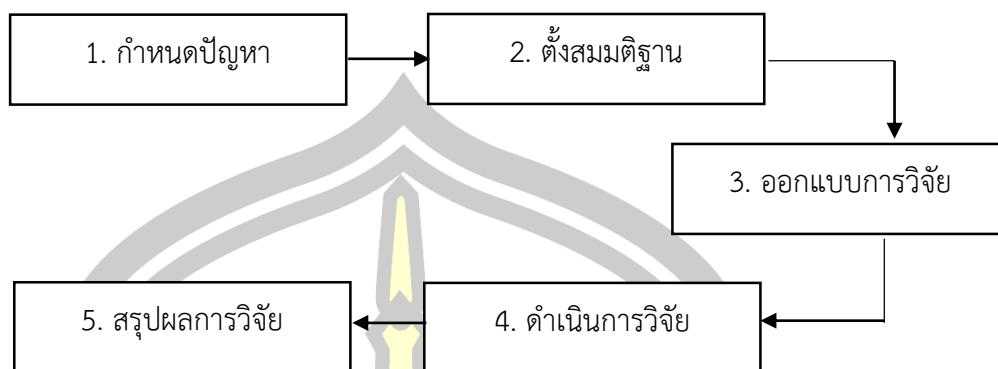 1. กำหนดปัญหา
2. ตั้งสมมติฐาน
3. ออกแบบการวิจัย
4. ดำเนินการวิจัย
5. สรุปผลการวิจัย